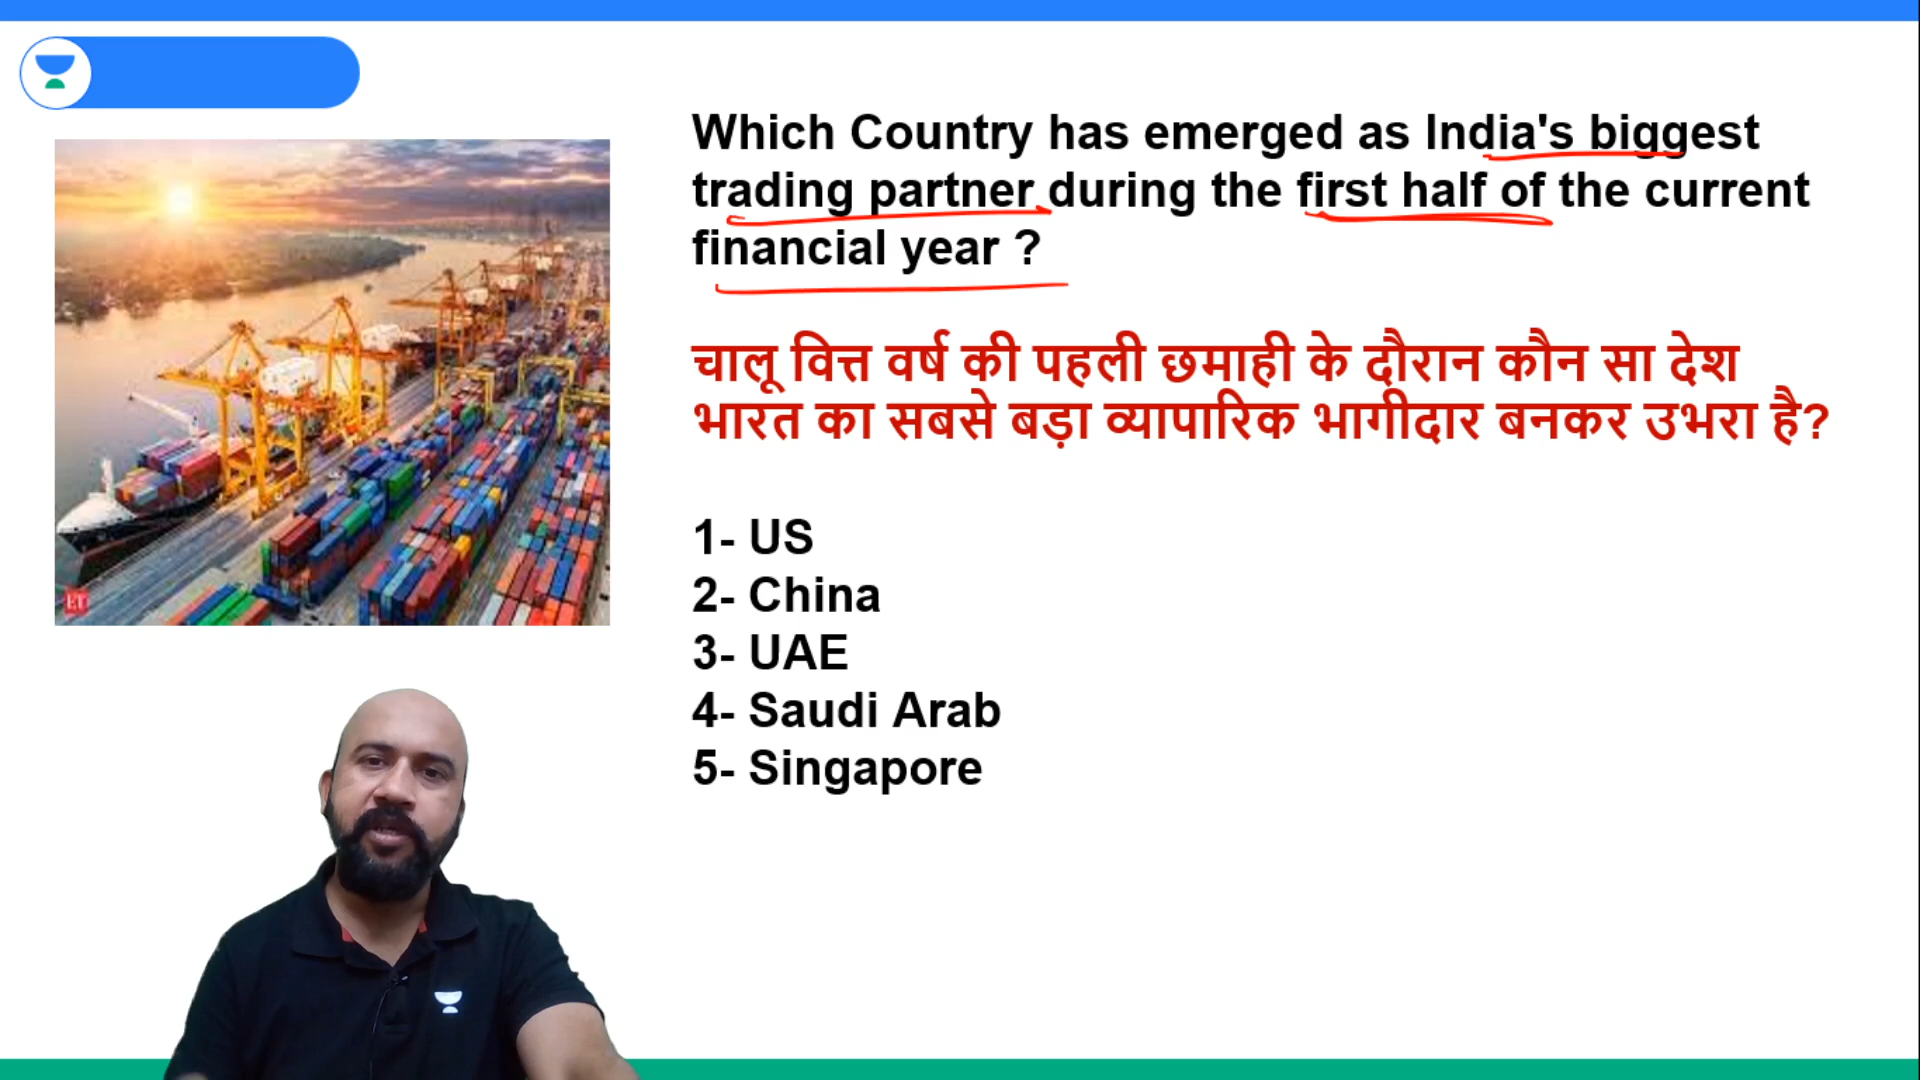 Which Country has emerged as India's biggest
trading partner during the first half of the current
financial year ?
चालू वित्त वर्ष की पहली छमाही के दौरान कौन सा देश
भारत का सबसे बड़ा व्यापारिक भागीदार बनकर उभरा है?
1- US
2- China
3- UAE
4- Saudi Arab
5- Singapore
ET